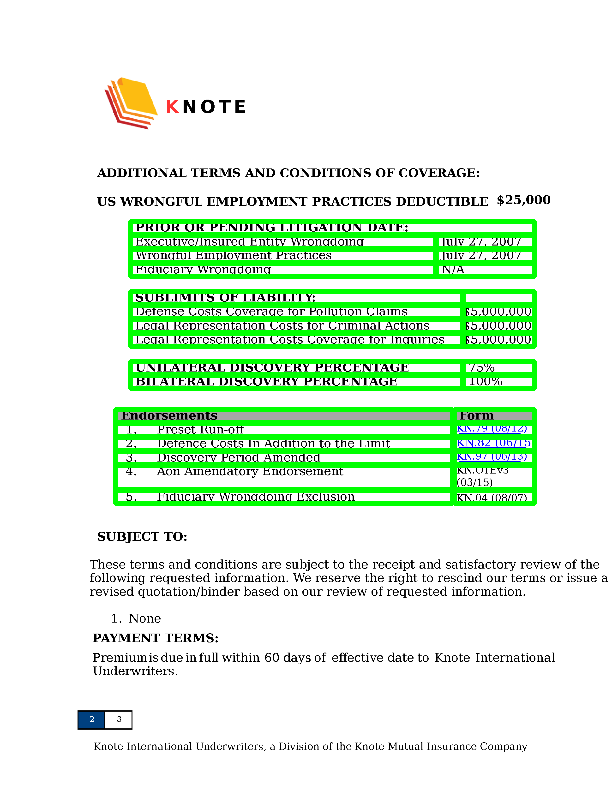 KNOTE
ADDITIONAL TERMS AND CONDITIONS OF COVERAGE:
US WRONGFUL EMPLOYMENT PRACTICES DEDUCTIBLE $25,000
PRIOR OR PENDING LITIGATION DATE:
Executive/Insured Entity Wrongdoing July 27, 2007
Wrongful Employment Practices July 27, 2007
Fiduciary Wrongdoing N/A
SUBLIMITS OF LIABILITY:
Defense Costs Coverage for Pollution Claims $5,000,000
Legal Representation Costs for Criminal Actions $5,000,000
Legal Representation Costs Coverage for Inquiries $5,000,000
UNILATERAL DISCOVERY PERCENTAGE 75%
BILATERAL DISCOVERY PERCENTAGE 100%
Endorsements Form
1. Preset Run-off KN.79 (08/12)
2. Defence Costs In Addition to the Limit KN.82 (06/15)
3. Discovery Period Amended KN.97 (06/13)
4. Aon Amendatory Endorsement KN.OTEv3
(03/15)
5. Fiduciary Wrongdoing Exclusion KN.04 (08/07)
SUBJECT TO:
These terms and conditions are subject to the receipt and satisfactory review of the
following requested information. We reserve the right to rescind our terms or issue a
revised quotation/binder based on our review of requested information.
1. None
PAYMENT TERMS:
Premium is due in full within 60 days of effective date to Knote International
Underwriters.
2 3
Knote International Underwriters, a Division of the Knote Mutual Insurance Company